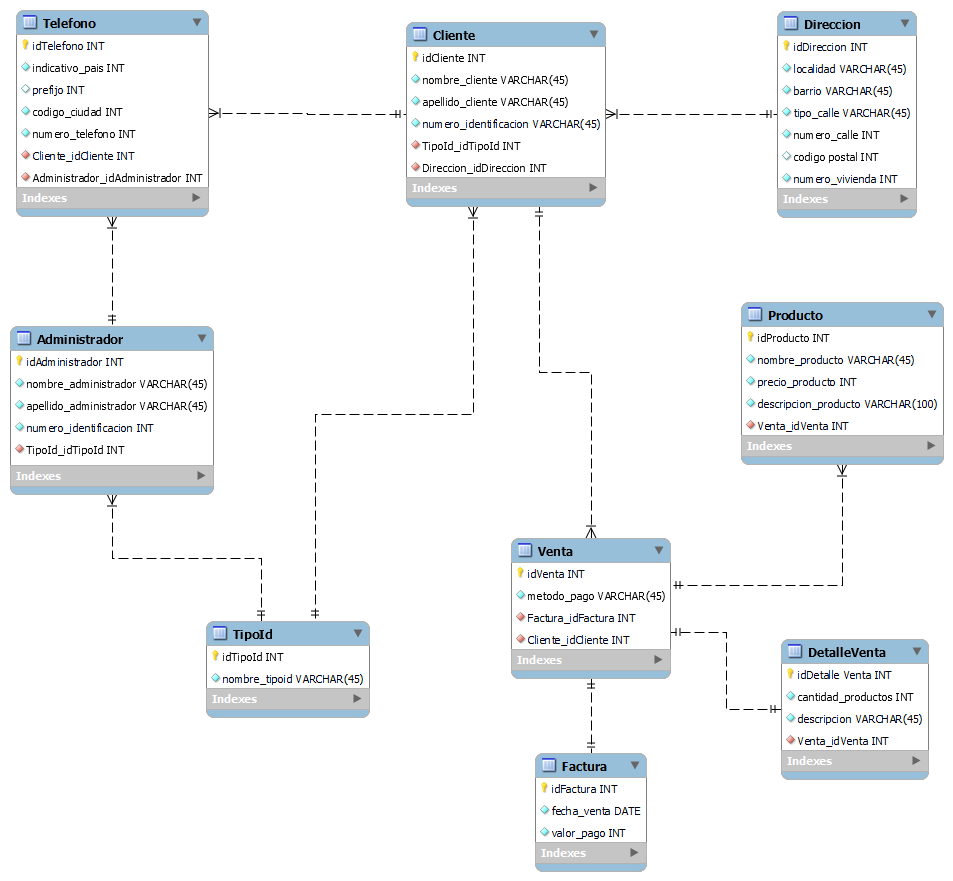 Telefono
idTelefono INT
indicativo_pais INT
prefijo INT
codigo_ciudad INT
numero_telefono INT
Cliente_idCliente INT
Administrador_idAdministrador INT
Indexes
Cliente
idCliente INT
nombre_cliente VARCHAR(45)
apellido_cliente VARCHAR(45)
numero_identificacion VARCHAR(45)
TipoId_idTipoId INT
Direccion_idDireccion INT
Indexes
Direccion
idDireccion INT
localidad VARCHAR(45)
barrio VARCHAR(45)
tipo_calle VARCHAR(45)
numero_calle INT
codigo postal INT
numero_vivienda INT
Indexes
Administrador
idAdministrador INT
nombre_administrador VARCHAR(45)
apellido_administrador VARCHAR(45)
numero_identificacion INT
TipoId_idTipoId INT
Indexes
Producto
idProducto INT
nombre_producto VARCHAR(45)
precio_producto INT
descripcion_producto VARCHAR(100)
Venta_idVenta INT
Indexes
TipoId
idTipoId INT
nombre_tipoid VARCHAR(45)
Indexes
Venta
idVenta INT
metodo_pago VARCHAR(45)
Factura_idFactura INT
Cliente_idCliente INT
Indexes
DetalleVenta
idDetalle Venta INT
cantidad_productos INT
descripcion VARCHAR(45)
Venta_idVenta INT
Indexes
Factura
idFactura INT
fecha_venta DATE
valor_pago INT
Indexes